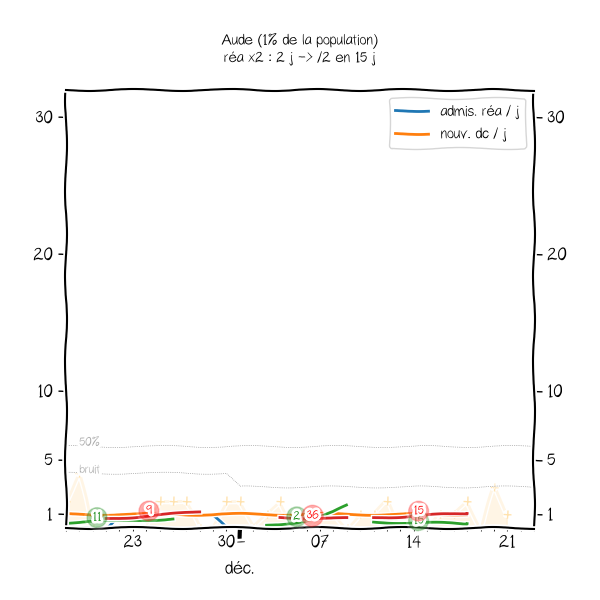 Aude (1% de la population)
réa x2 : 2 j -> /2 en 15 j
admis. réa / j
nouv. dc / j
30 30
20 20
10 10
50%
5 5
bruit
1 11 9 2 36 15 1
23 30 07 14 21
déc.